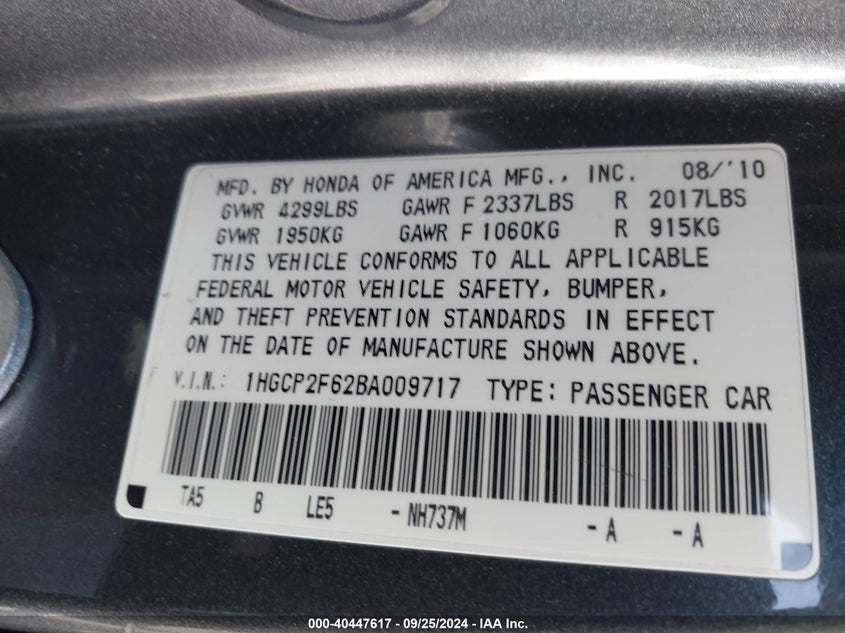 MFD. BY HONDA OF AMERICA MFG., INC. 08/'10
GVWR 4299LBS GAWR F 2337LBS R 2017LBS
GVWR 1950KG GAWR F 1060KG R 915KG
THIS VEHICLE CONFORMS TO ALL APPLICABLE
FEDERAL MOTOR VEHICLE SAFETY, BUMPER,
AND THEFT PREVENTION STANDARDS IN EFFECT
ON THE DATE OF MANUFACTURE SHOWN ABOVE.
V.I.N.: 1HGCP2F62BA009717 TYPE: PASSENGER CAR
TA5 B LE5 - NH737M - A - A
000-40447617 - 09/25/2024 - IAA Inc.